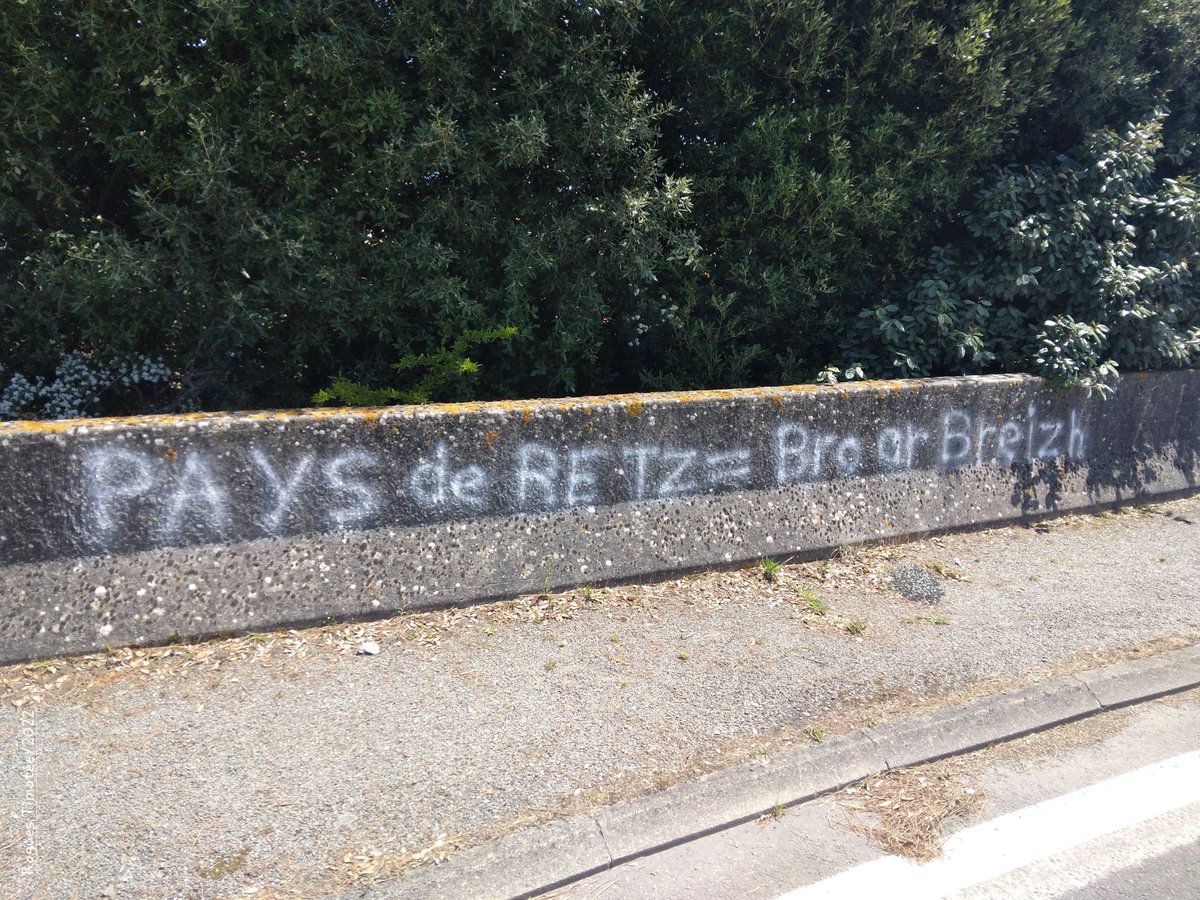 PAYS de RETZ = Bro ar Breizh